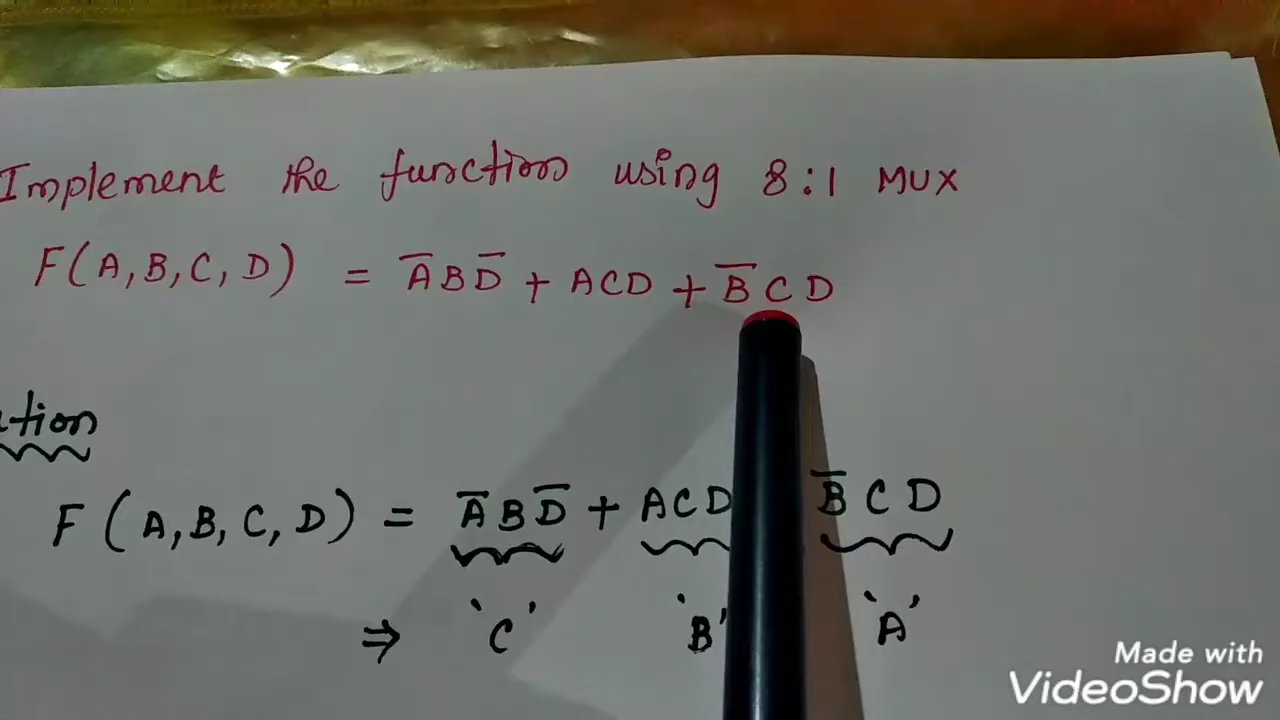 Implement the function using 8:1 MUX
F(A,B,C,D) = A̅BD̅ + ACD + B̅CD
tion
F(A,B,C,D) = A̅BD̅ + ACD B̅CD
⇒ 'C' 'B' 'A'
Made with
VideoShow